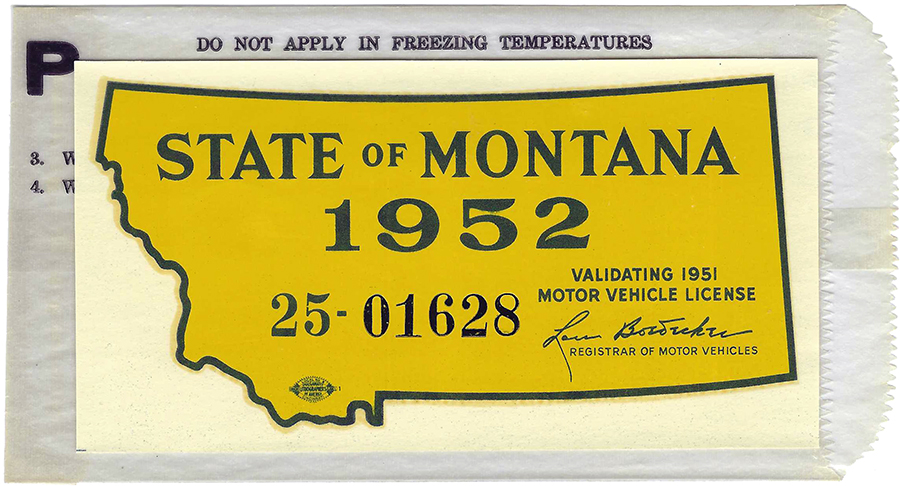 DO NOT APPLY IN FREEZING TEMPERATURES
P
3. W
4. W
STATE OF MONTANA
1952
25-01628
VALIDATING 1951
MOTOR VEHICLE LICENSE
REGISTRAR OF MOTOR VEHICLES